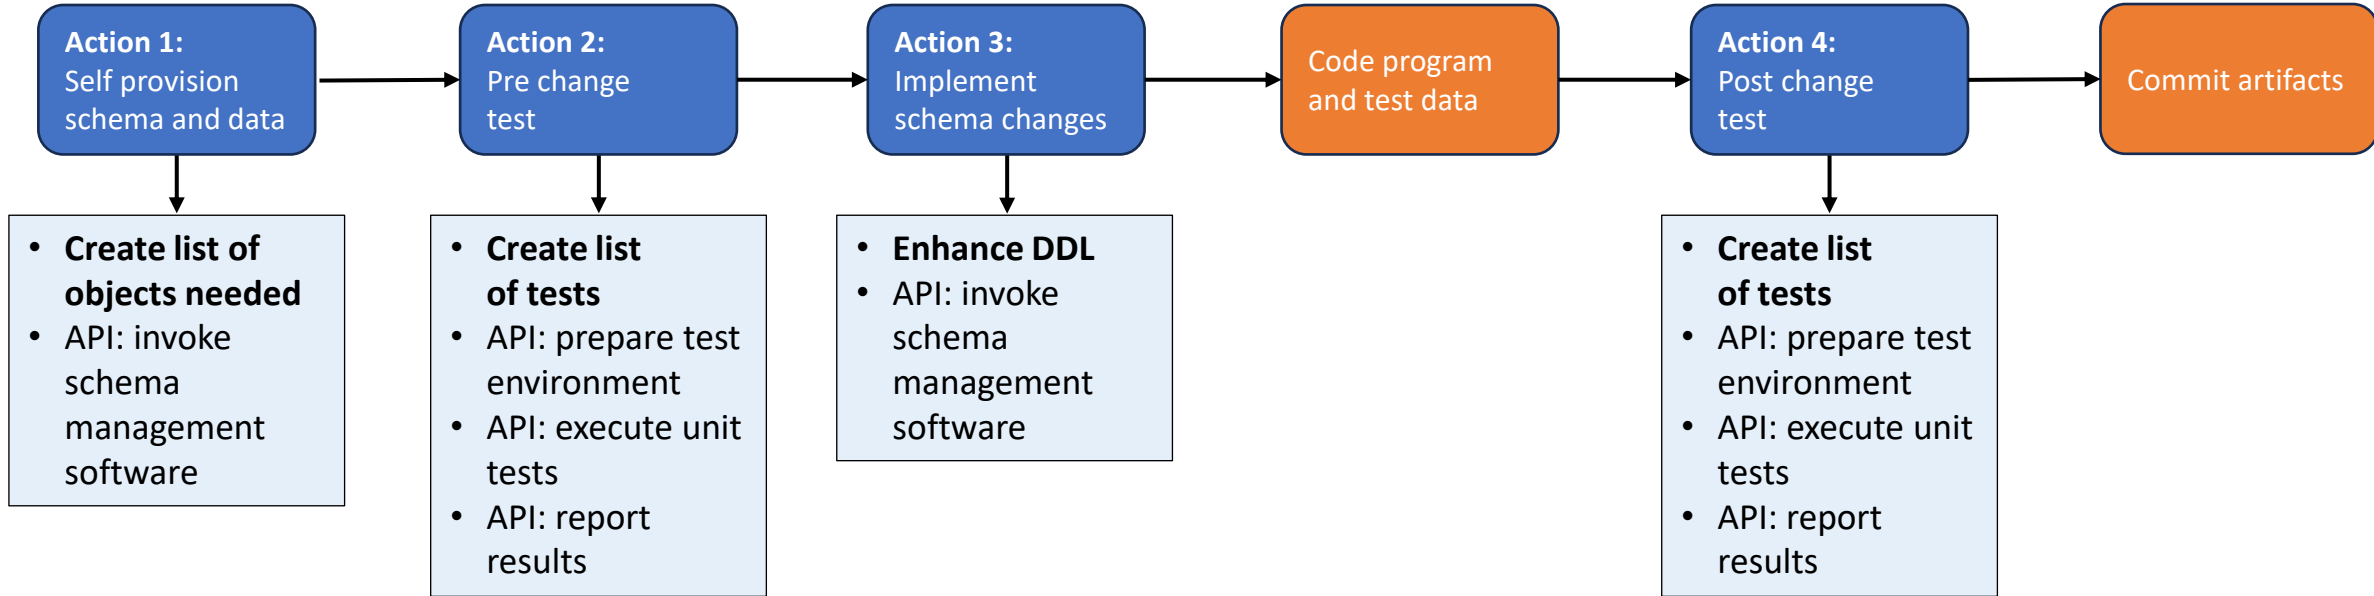 Action 1:
Self provision
schema and data
Action 2:
Pre change
test
Action 3:
Implement
schema changes
Code program
and test data
Action 4:
Post change
test
Commit artifacts
• Create list of
objects needed
• API: invoke
schema
management
software
• Create list
of tests
• API: prepare test
environment
• API: execute unit
tests
• API: report
results
• Enhance DDL
• API: invoke
schema
management
software
• Create list
of tests
• API: prepare test
environment
• API: execute unit
tests
• API: report
results